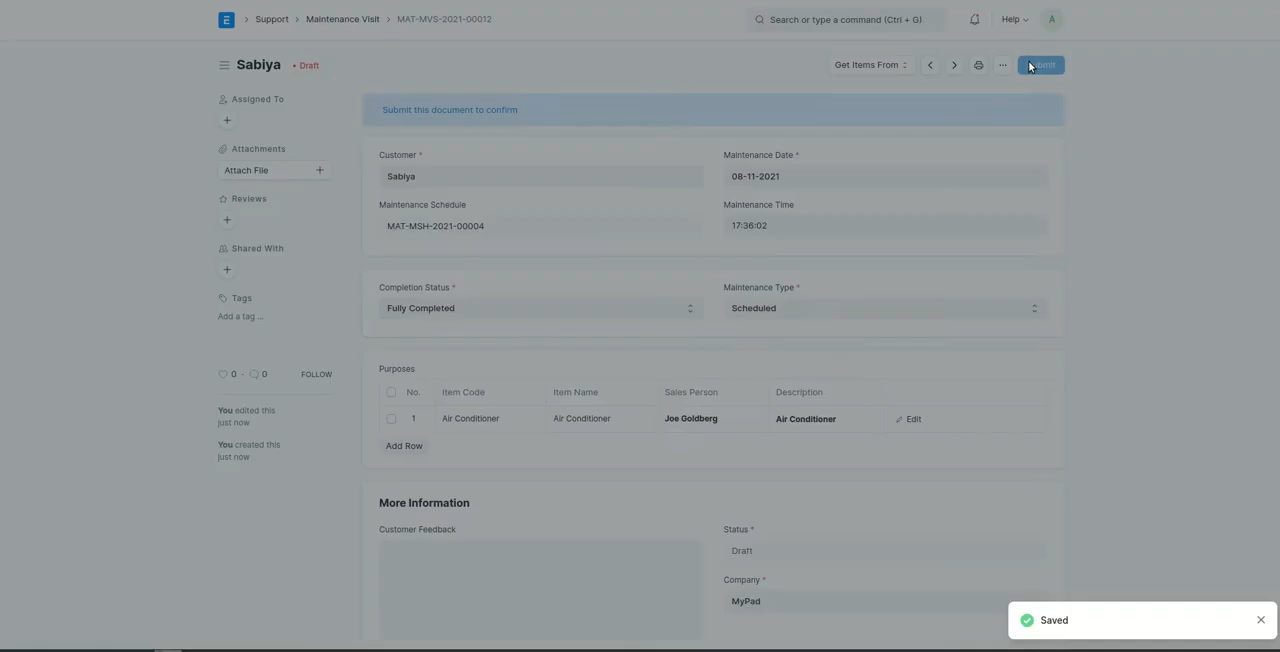 Support > Maintenance Visit > MAT-MVS-2021-00012
Search or type a command (Ctrl + G)
Help
A
Sabiya
• Draft
Get Items From
Assigned To
Attachments
Attach File
Reviews
Shared With
Tags
Add a tag ...
0 · 0 FOLLOW
You edited this
just now
You created this
just now
Submit this document to confirm
Customer *
Sabiya
Maintenance Date *
08-11-2021
Maintenance Schedule
MAT-MSH-2021-00004
Maintenance Time
17:36:02
Completion Status *
Fully Completed
Maintenance Type *
Scheduled
Purposes
No. Item Code Item Name Sales Person Description
1 Air Conditioner Air Conditioner Joe Goldberg Air Conditioner Edit
Add Row
More Information
Customer Feedback
Status *
Draft
Company *
MyPad
Saved